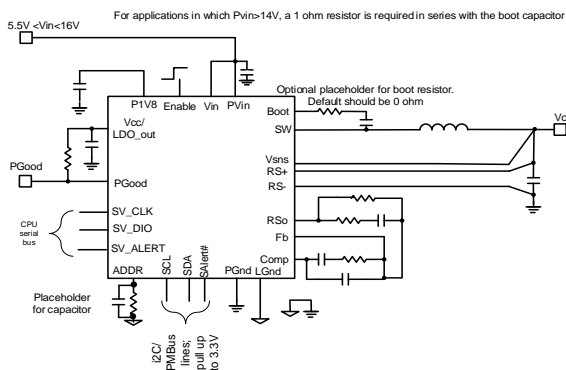 For applications in which Pvin>14V, a 1 ohm resistor is required in series with the boot capacitor
5.5V <Vin<16V
P1V8
Enable
Vin
PVin
Optional placeholder for boot resistor.
Default should be 0 ohm
Boot
SW
Vcc/
LDO_out
Vsns
RS+
RS-
PGood
PGood
CPU
serial
bus
SV_CLK
SV_DIO
SV_ALERT
RSo
Fb
Comp
ADDR
SCL
SDA
SAlert#
PGnd
LGnd
Placeholder
for capacitor
i2C/
PMBus
lines;
pull up
to 3.3V